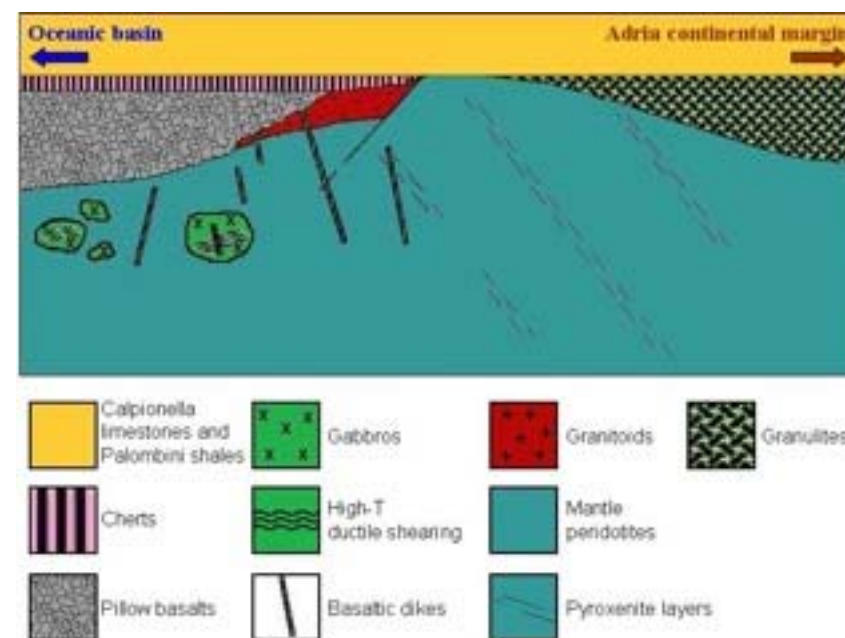 Oceanic basin
Adria continental margin
Calpionella
limestones and
Palombini shales
Gabbros
Granitoids
Granulites
Cherts
High-T
ductile shearing
Mantle
peridotites
Pillow basalts
Basaltic dikes
Pyroxenite layers